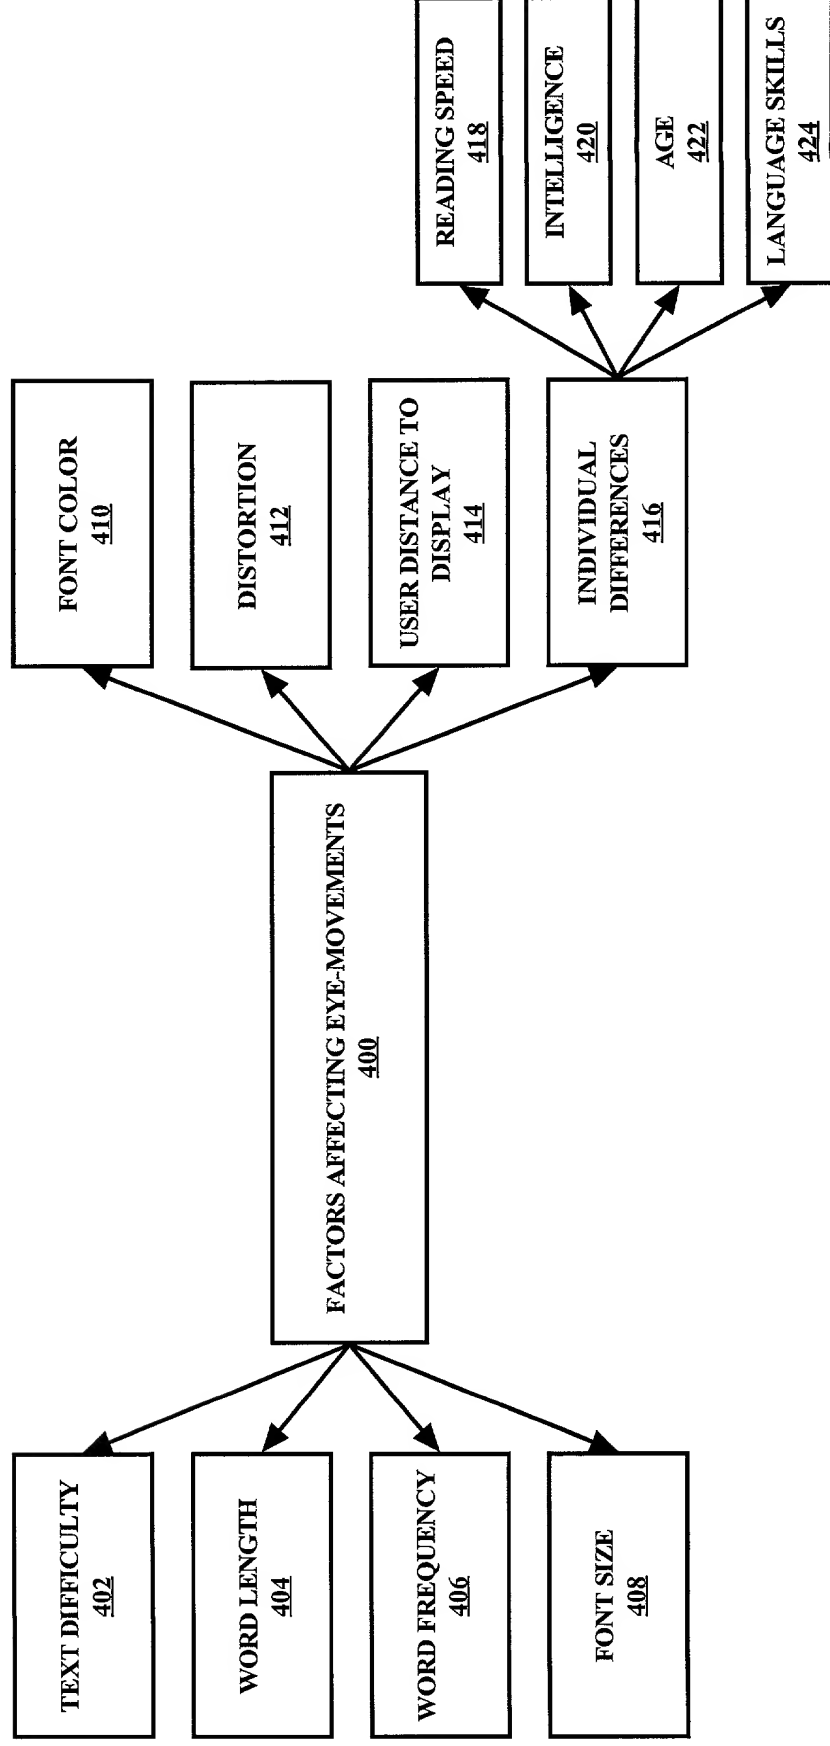 TEXT DIFFICULTY
402
WORD LENGTH
404
WORD FREQUENCY
406
FONT SIZE
408
FACTORS AFFECTING EYE-MOVEMENTS
400
FONT COLOR
410
DISTORTION
412
USER DISTANCE TO
DISPLAY
414
INDIVIDUAL
DIFFERENCES
416
READING SPEED
418
INTELLIGENCE
420
AGE
422
LANGUAGE SKILLS
424